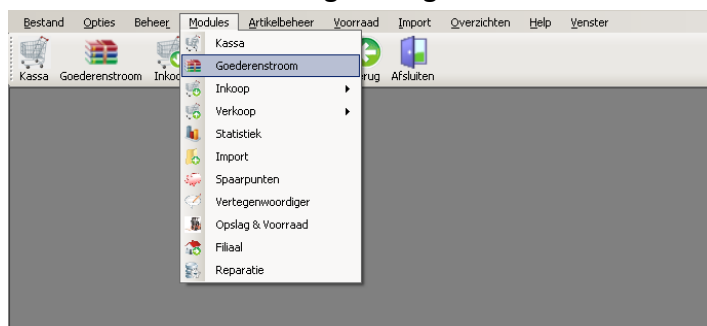 Bestand Opties Beheer Modules Artikelbeheer Voorraad Import Overzichten Help Venster
Kassa Goederenstroom Afsluiten
Kassa
Goederenstroom
Inkoop
Verkoop
Statistiek
Import
Spaarpunten
Vertegenwoordiger
Opslag & Voorraad
Filiaal
Reparatie